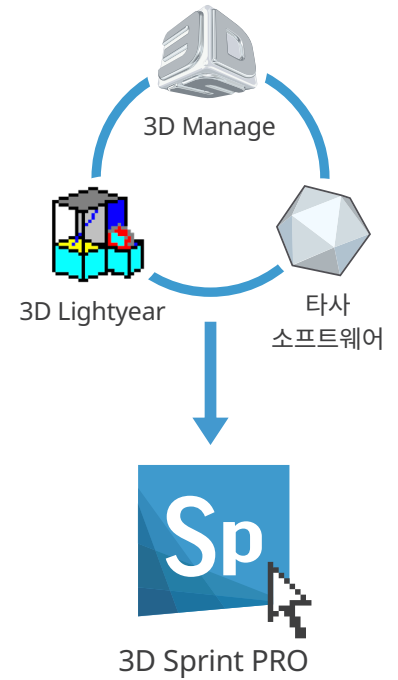 3D Manage
3D Lightyear
타사
소프트웨어
Sp
3D Sprint PRO